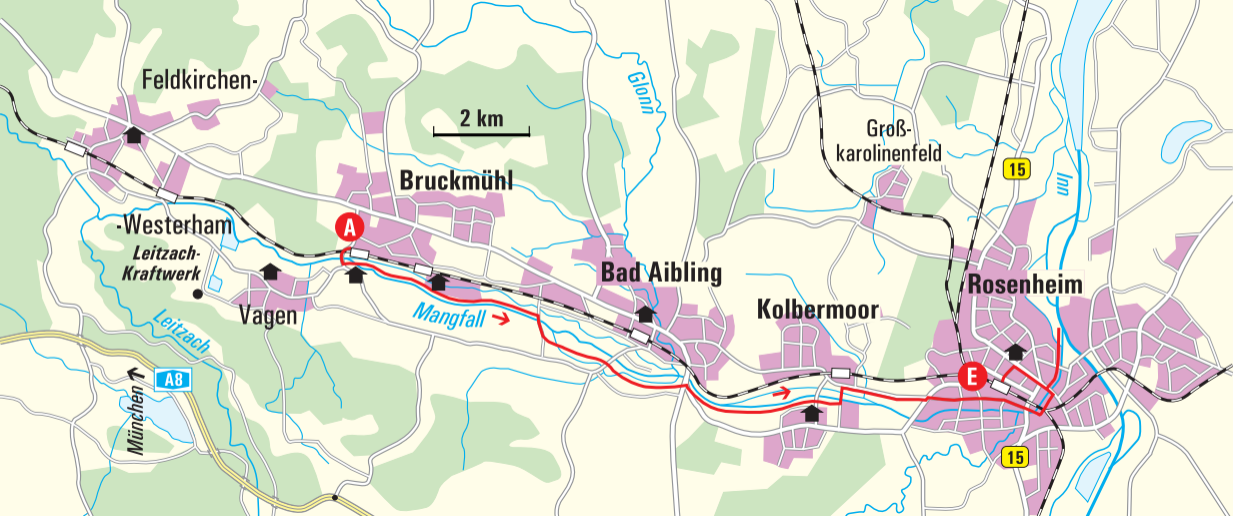 Feldkirchen-
Glonn
2 km
Groß-
karolinenfeld
15
Inn
Bruckmühl
-Westerham
A
Leitzach-
Kraftwerk
Bad Aibling
Rosenheim
Kolbermoor
Vagen
Mangfall
Leitzach
A8
München
E
15